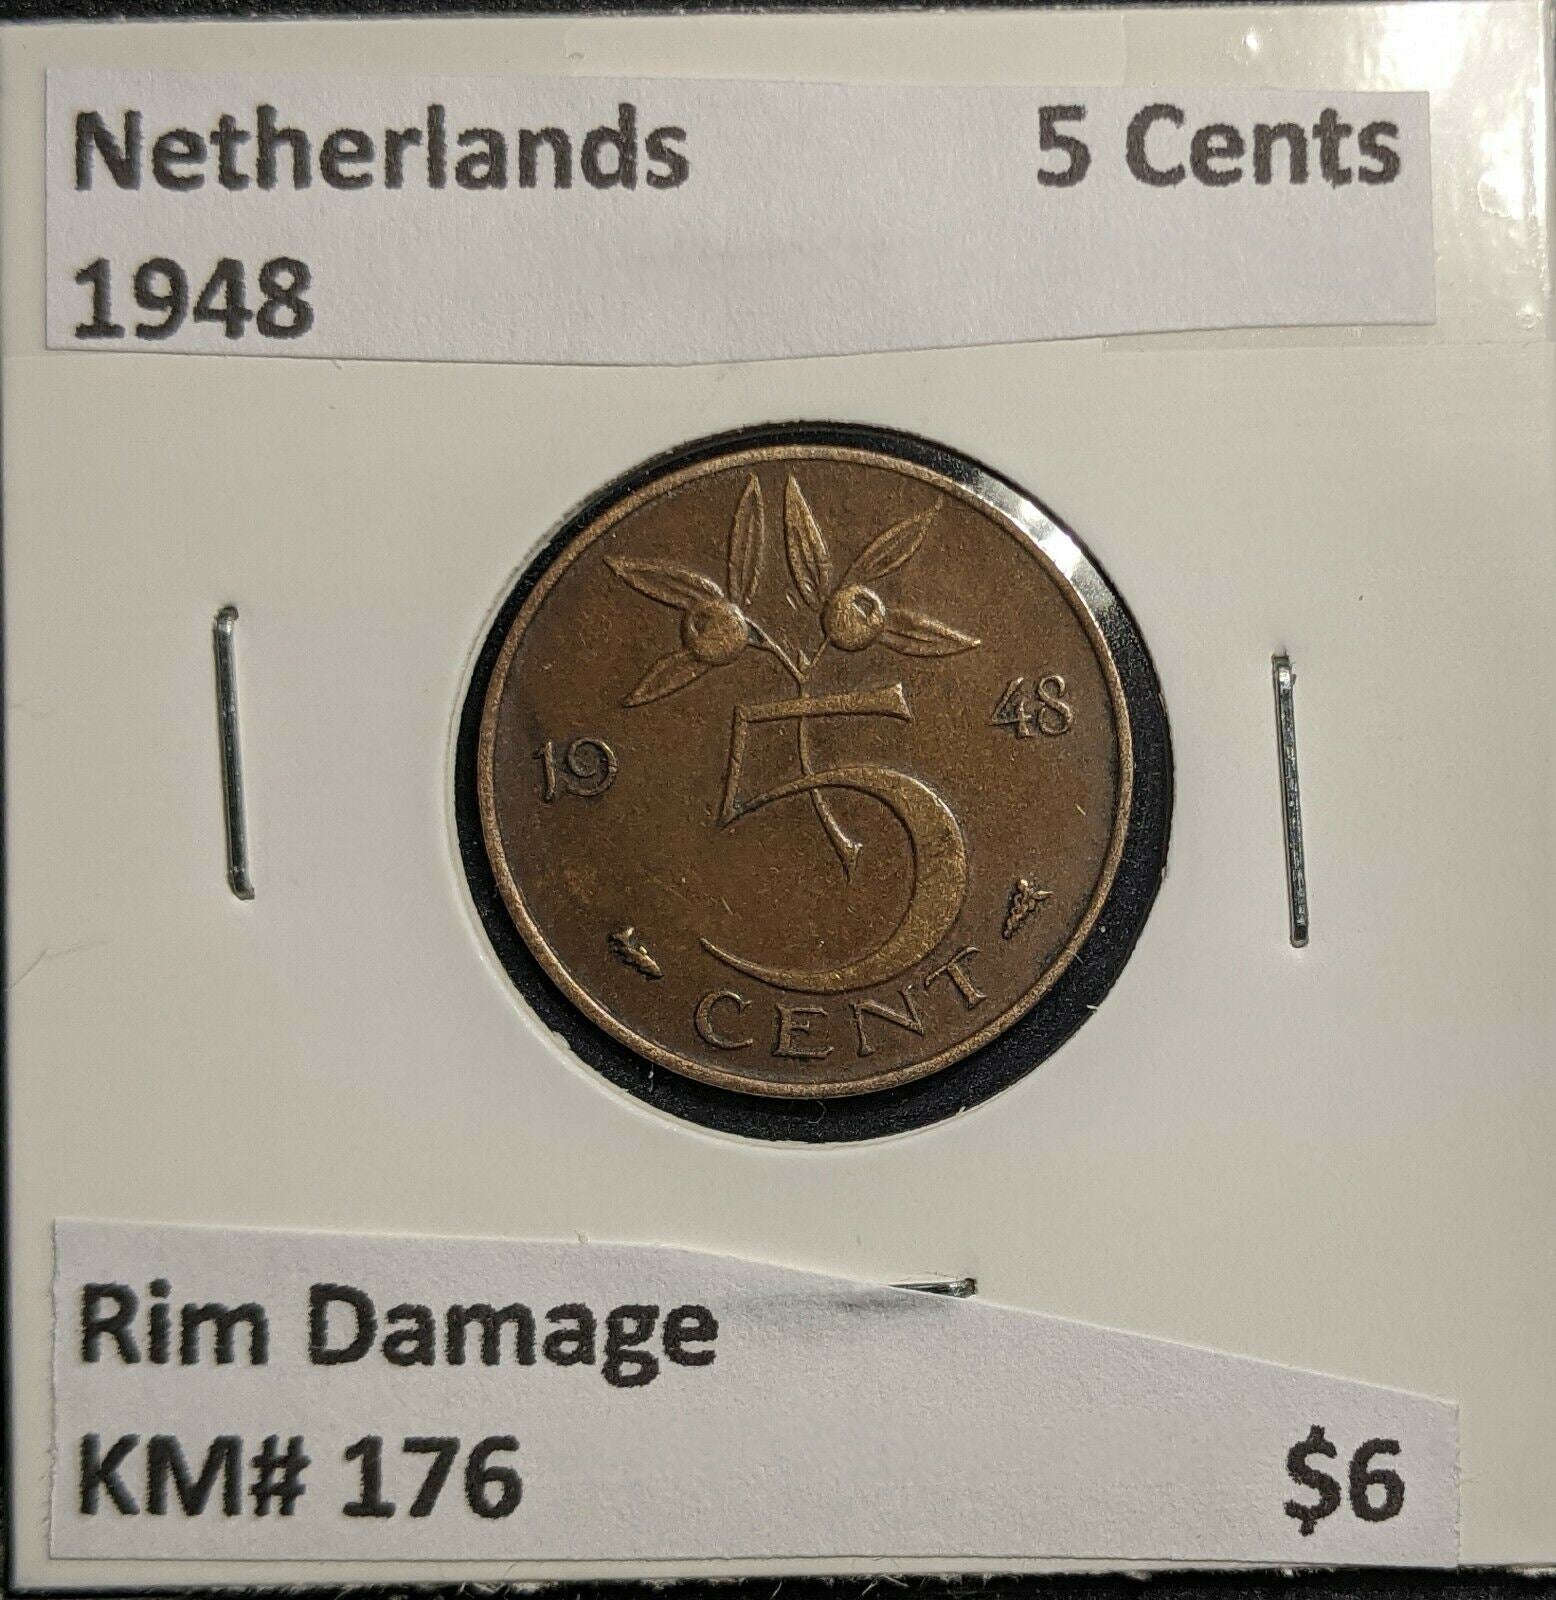 Netherlands 5 Cents
1948
19 48
5
CENT
Rim Damage
KM# 176 $6